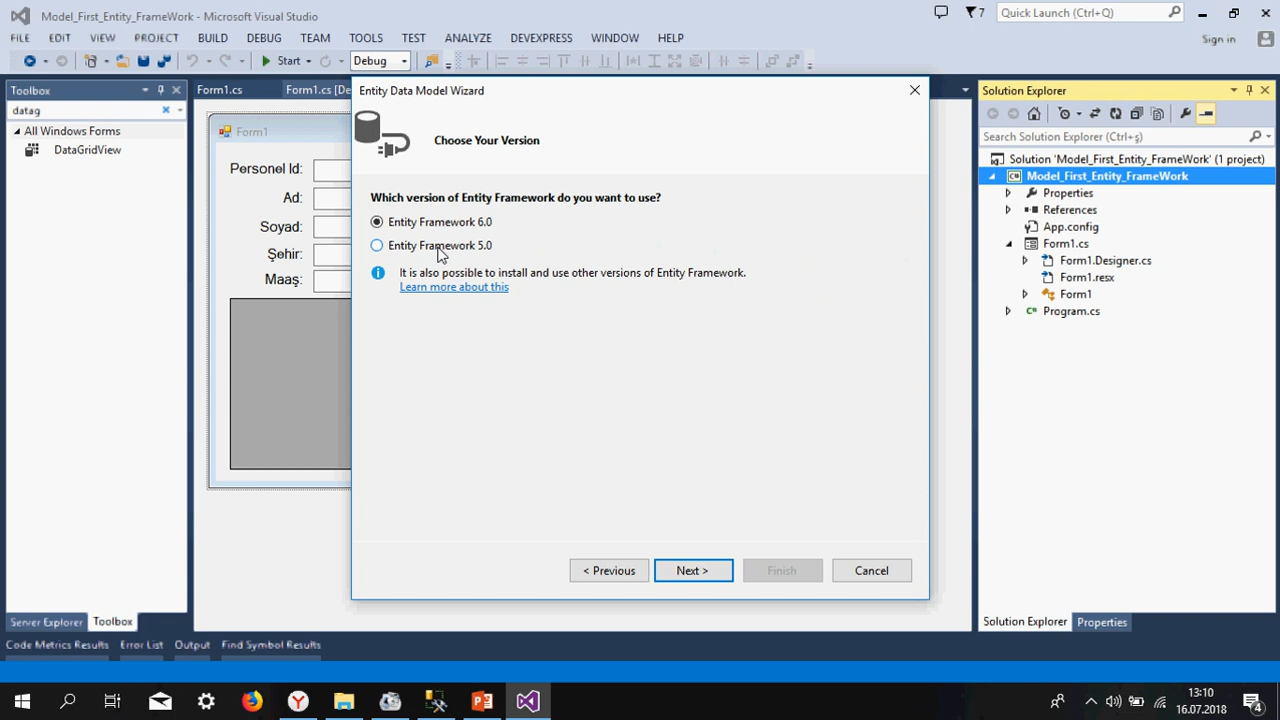 Model_First_Entity_FrameWork - Microsoft Visual Studio
7
Quick Launch (Ctrl+Q)
FILE EDIT VIEW PROJECT BUILD DEBUG TEAM TOOLS TEST ANALYZE DEVEXPRESS WINDOW HELP
Sign in
Start
Debug
Toolbox
datag
All Windows Forms
DataGridView
Form1.cs
Form1.cs [De
Form1
Personel Id:
Ad:
Soyad:
Şehir:
Maaş:
Entity Data Model Wizard
Choose Your Version
Which version of Entity Framework do you want to use?
Entity Framework 6.0
Entity Framework 5.0
It is also possible to install and use other versions of Entity Framework.
Learn more about this
< Previous
Next >
Finish
Cancel
Solution Explorer
Search Solution Explorer (Ctrl+ş)
Solution 'Model_First_Entity_FrameWork' (1 project)
Model_First_Entity_FrameWork
Properties
References
App.config
Form1.cs
Form1.Designer.cs
Form1.resx
Form1
Program.cs
Server Explorer
Toolbox
Solution Explorer
Properties
Code Metrics Results
Error List
Output
Find Symbol Results
13:10
16.07.2018
4